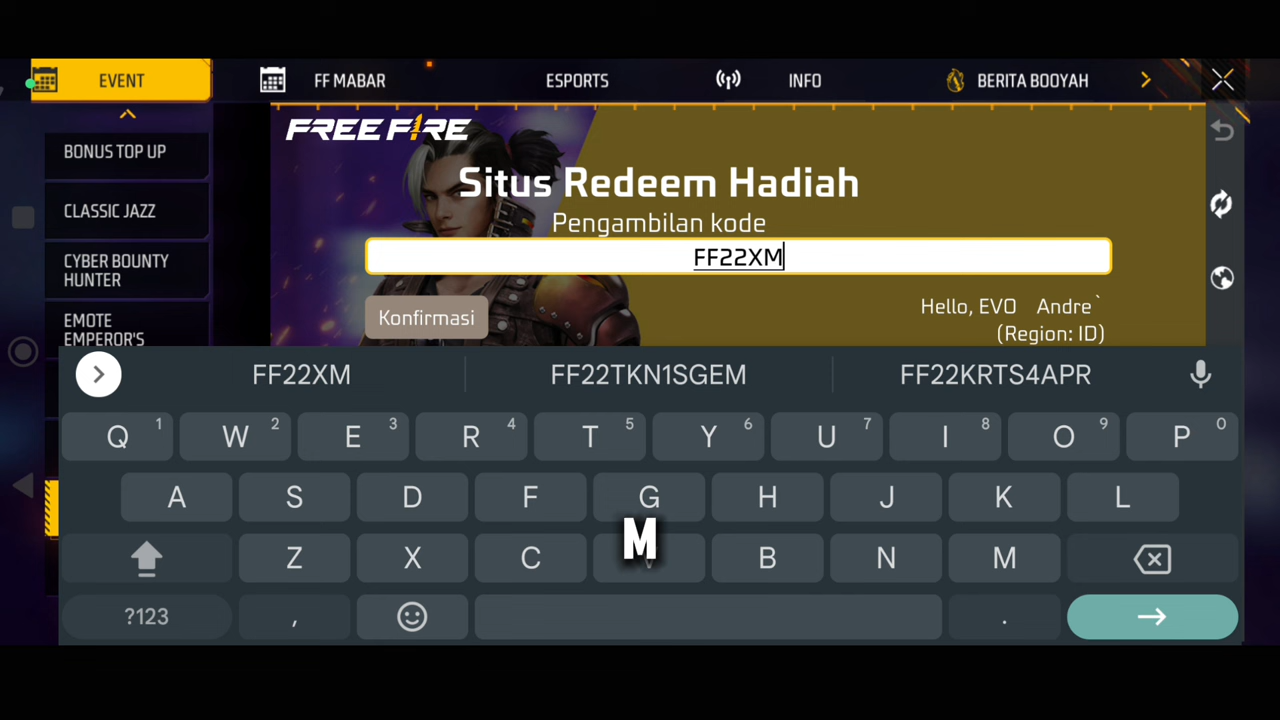 EVENT
FF MABAR
ESPORTS
INFO
BERITA BOOYAH
BONUS TOP UP
CLASSIC JAZZ
CYBER BOUNTY
HUNTER
EMOTE
EMPEROR'S
FREE FIRE
Situs Redeem Hadiah
Pengambilan kode
FF22XM
Konfirmasi
Hello, EVO Andre`
(Region: ID)
FF22XM FF22TKN1SGEM FF22KRTS4APR
Q 1 W 2 E 3 R 4 T 5 Y 6 U 7 I 8 O 9 P 0
A S D F G H J K L
M
Z X C V B N M
?123 , .